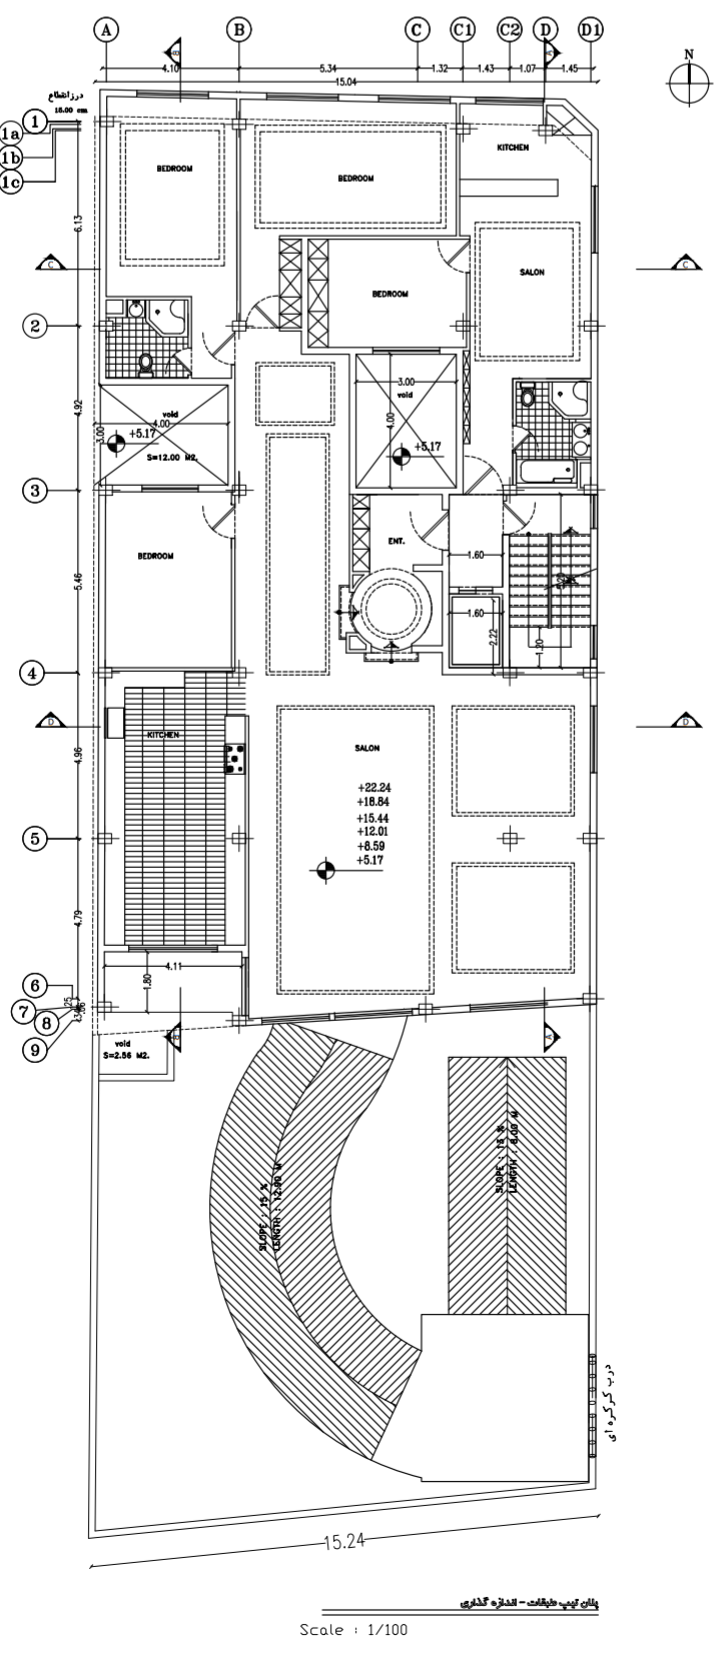 A B C C1 C2 D D1
B A
N
4.10 5.34 1.32 1.43 1.07 1.45
15.04
درز انقطاع
15.00 cm
1
1a
1b
1c
KITCHEN
BEDROOM
BEDROOM
6.13
C C
SALON
BEDROOM
2
3.00
void
4.92
void
4.00
4.00
3.00
+5.17
+5.17
S=12.00 M2.
3
ENT.
BEDROOM
1.60
5.20
5.46
1.60
2.22
1.20
4
D D
KITCHEN
SALON
4.96
+22.24
+18.84
+15.44
+12.01
+8.59
+5.17
5
4.79
4.11
1.80
6
7
8
9
void
S=2.56 M2.
B A
SLOPE : 15 %
LENGTH : 8.00 M
SLOPE : 15 %
LENGTH : 12.00 M
درب کرکره ای
15.24
پلان تیپ طبقات - اندازه گذاری
Scale : 1/100